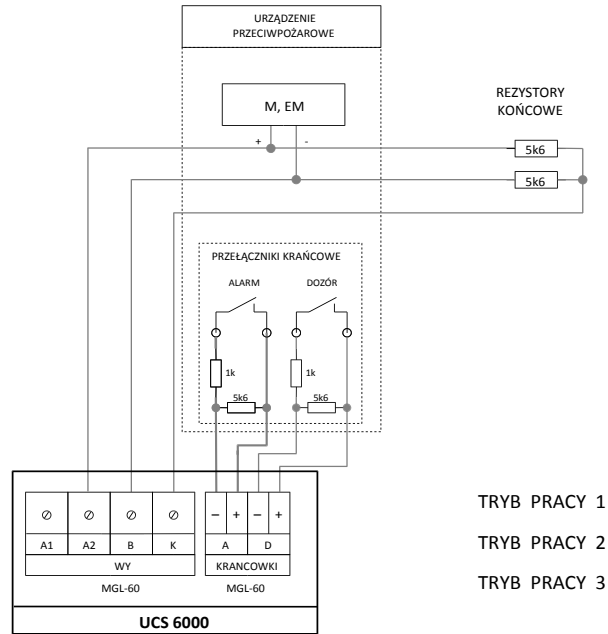 URZĄDZENIE
PRZECIWPOŻAROWE
M, EM
+ -
REZYSTORY
KOŃCOWE
5k6
5k6
PRZEŁĄCZNIKI KRAŃCOWE
ALARM DOZÓR
1k 1k
5k6 5k6
– + – +
A1 A2 B K A D
WY KRANCOWKI
MGL-60 MGL-60
UCS 6000
TRYB PRACY 1
TRYB PRACY 2
TRYB PRACY 3